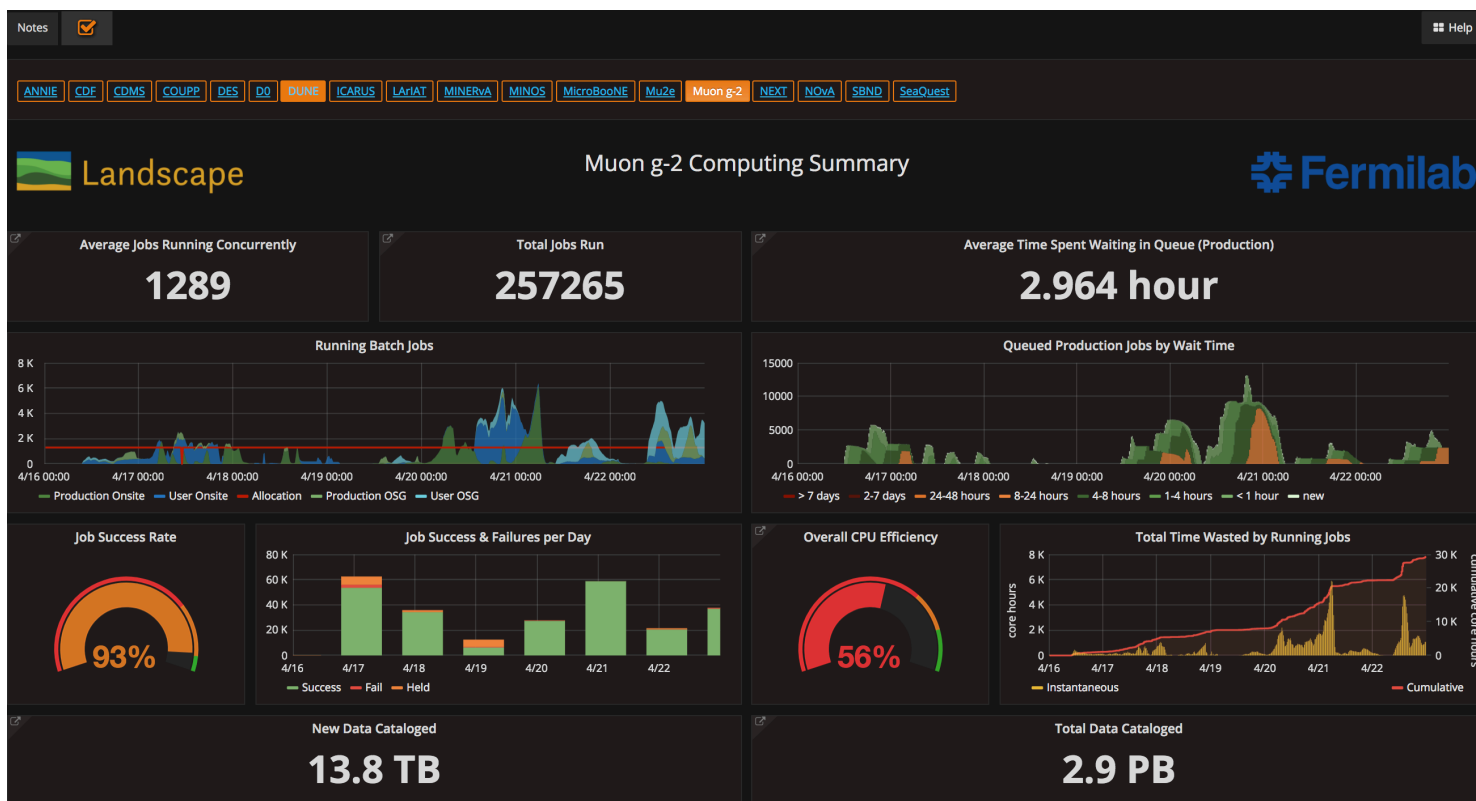 Notes
Help
ANNIE CDF CDMS COUPP DES D0 DUNE ICARUS LArIAT MINERvA MINOS MicroBooNE Mu2e Muon g-2 NEXT NOvA SBND SeaQuest
Landscape
Muon g-2 Computing Summary
Fermilab
Average Jobs Running Concurrently
1289
Total Jobs Run
257265
Average Time Spent Waiting in Queue (Production)
2.964 hour
Running Batch Jobs
8 K
6 K
4 K
2 K
0
4/16 00:00 4/17 00:00 4/18 00:00 4/19 00:00 4/20 00:00 4/21 00:00 4/22 00:00
Production Onsite User Onsite Allocation Production OSG User OSG
Queued Production Jobs by Wait Time
15000
10000
5000
0
4/16 00:00 4/17 00:00 4/18 00:00 4/19 00:00 4/20 00:00 4/21 00:00 4/22 00:00
> 7 days 2-7 days 24-48 hours 8-24 hours 4-8 hours 1-4 hours < 1 hour new
Job Success Rate
93%
Job Success & Failures per Day
80 K
60 K
40 K
20 K
0
4/16 4/17 4/18 4/19 4/20 4/21 4/22
Success Fail Held
Overall CPU Efficiency
56%
Total Time Wasted by Running Jobs
core hours
8 K
6 K
4 K
2 K
0
30 K
20 K
10 K
0
cumulative core hours
4/16 4/17 4/18 4/19 4/20 4/21 4/22
Instantaneous Cumulative
New Data Cataloged
13.8 TB
Total Data Cataloged
2.9 PB